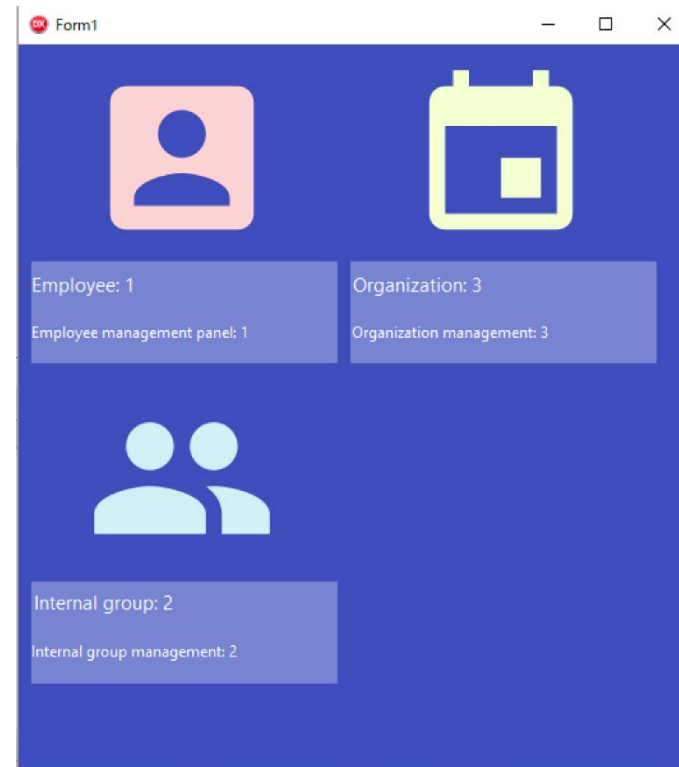 DX Form1
Employee: 1
Employee management panel: 1
Organization: 3
Organization management: 3
Internal group: 2
Internal group management: 2